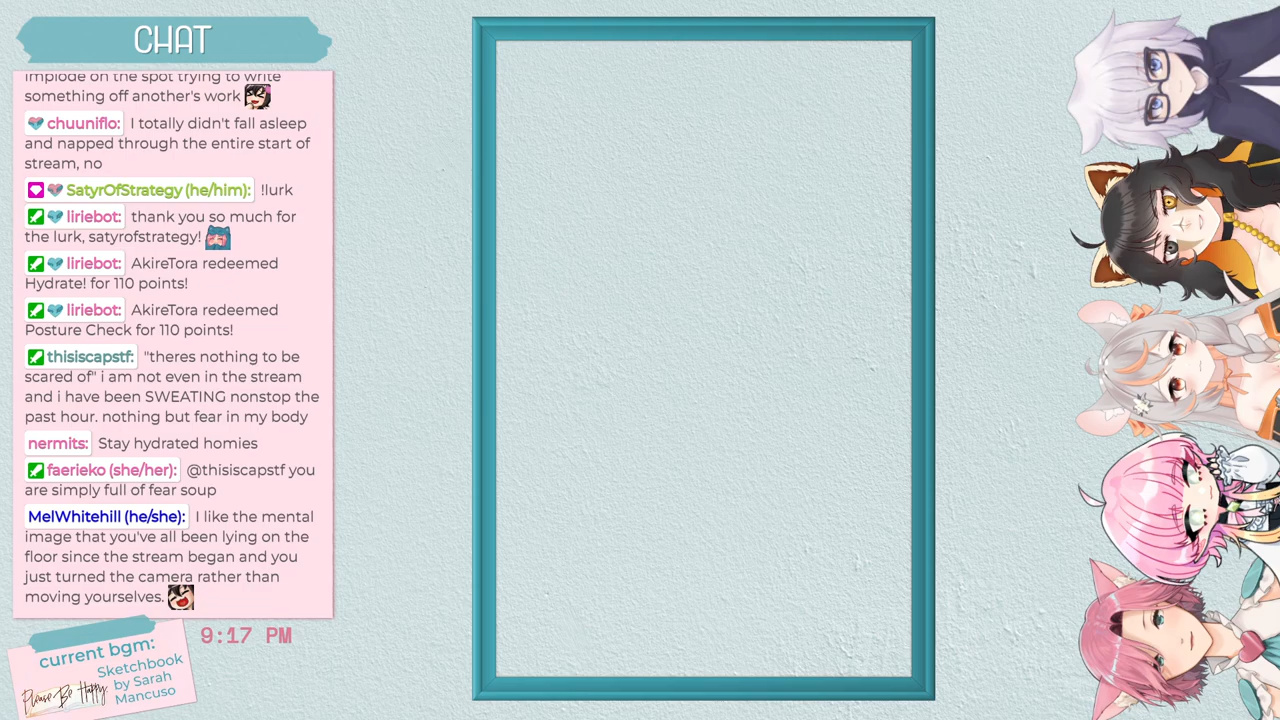 CHAT
implode on the spot trying to write
something off another's work
chuuniflo: I totally didn't fall asleep
and napped through the entire start of
stream, no
SatyrOfStrategy (he/him): !lurk
liriebot: thank you so much for
the lurk, satyrofstrategy!
liriebot: AkireTora redeemed
Hydrate! for 110 points!
liriebot: AkireTora redeemed
Posture Check for 110 points!
thisiscapstf: "theres nothing to be
scared of" i am not even in the stream
and i have been SWEATING nonstop the
past hour. nothing but fear in my body
nermits: Stay hydrated homies
faerieko (she/her): @thisiscapstf you
are simply full of fear soup
MelWhitehill (he/she): I like the mental
image that you've all been lying on the
floor since the stream began and you
just turned the camera rather than
moving yourselves.
9:17 PM
current bgm:
Please Be Happy
Sketchbook
by Sarah
Mancuso